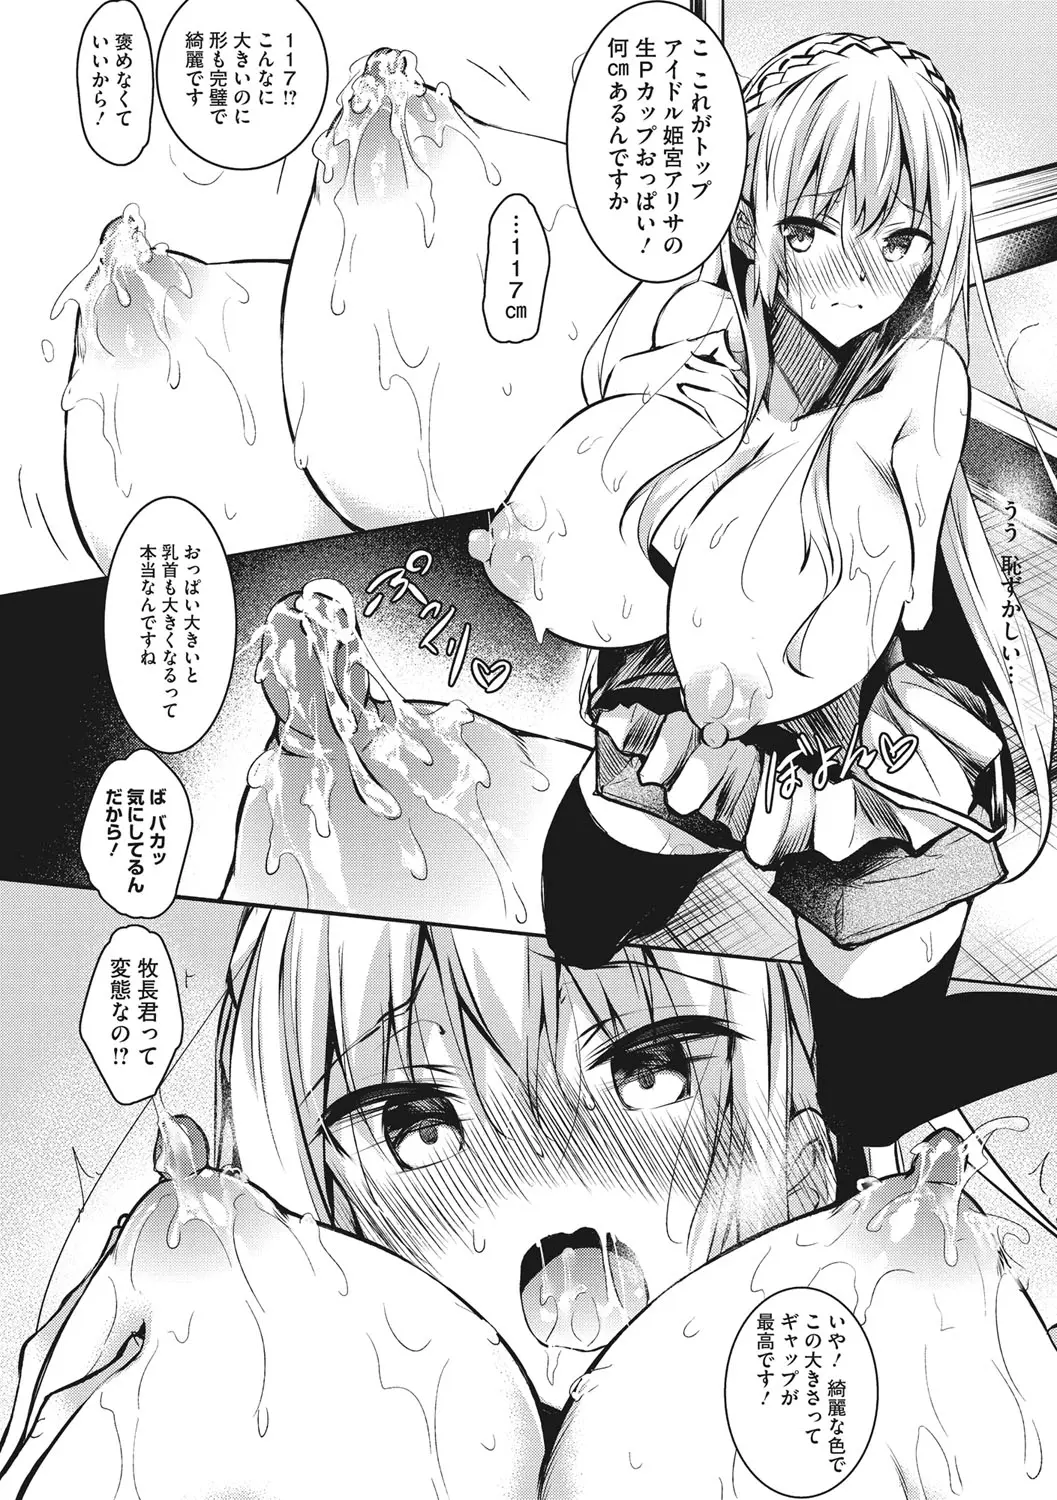 こ これがトップ
アイドル姫宮アリサの
生Pカップおっぱい！
何㎝あるんですか
…117㎝
117!?
こんなに
大きいのに
形も完璧で
綺麗です
褒めなくて
いいから！
うう 恥ずかしい…
ぼよん♡
ぷっくり♡
おっぱい大きいと
乳首も大きくなるって
本当なんですね
ば バカッ
気にしてるん
だから！
牧長君って
変態なの!?
いや！ 綺麗な色で
この大きさって
ギャップが
最高です！